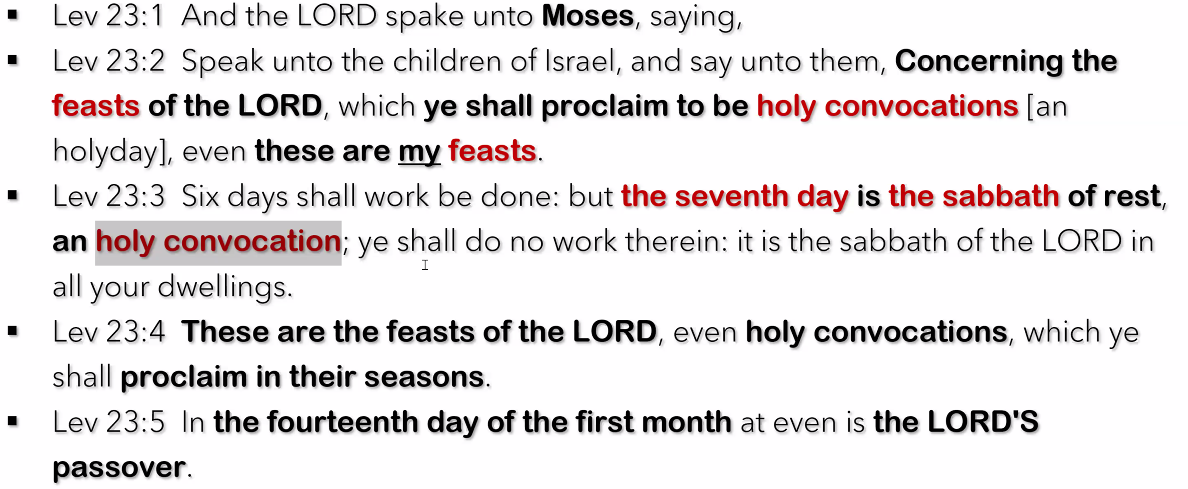 ▪ Lev 23:1 And the LORD spake unto Moses, saying,
▪ Lev 23:2 Speak unto the children of Israel, and say unto them, Concerning the
feasts of the LORD, which ye shall proclaim to be holy convocations [an
holyday], even these are my feasts.
▪ Lev 23:3 Six days shall work be done: but the seventh day is the sabbath of rest,
an holy convocation; ye shall do no work therein: it is the sabbath of the LORD in
all your dwellings.
▪ Lev 23:4 These are the feasts of the LORD, even holy convocations, which ye
shall proclaim in their seasons.
▪ Lev 23:5 In the fourteenth day of the first month at even is the LORD'S
passover.